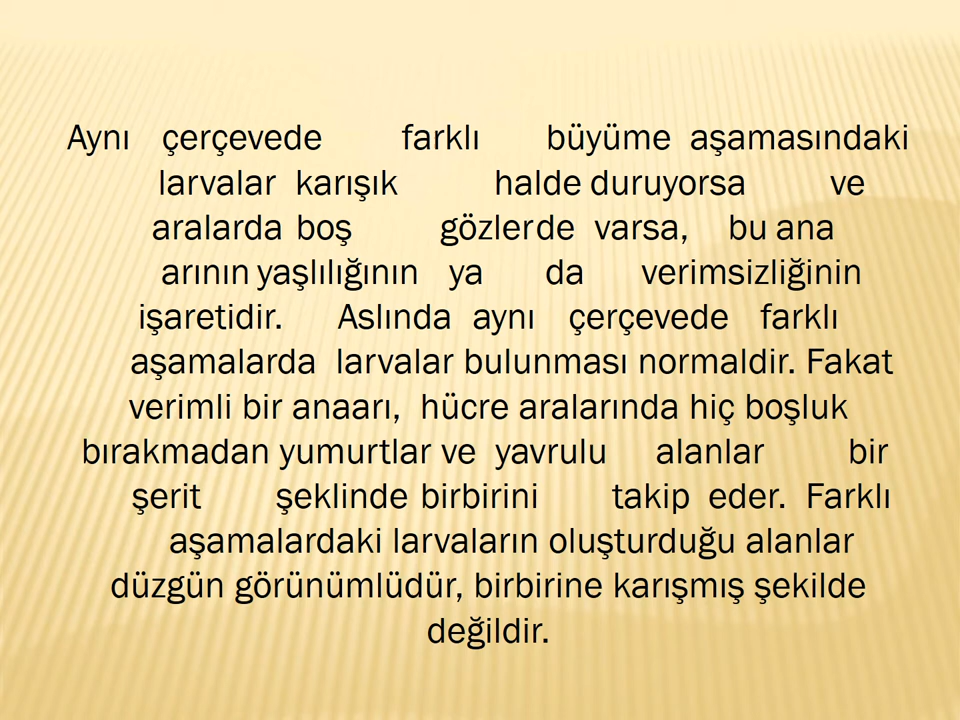 Aynı çerçevede farklı büyüme aşamasındaki
larvalar karışık halde duruyorsa ve
aralarda boş gözlerde varsa, bu ana
arının yaşlılığının ya da verimsizliğinin
işaretidir. Aslında aynı çerçevede farklı
aşamalarda larvalar bulunması normaldir. Fakat
verimli bir anaarı, hücre aralarında hiç boşluk
bırakmadan yumurtlar ve yavrulu alanlar bir
şerit şeklinde birbirini takip eder. Farklı
aşamalardaki larvaların oluşturduğu alanlar
düzgün görünümlüdür, birbirine karışmış şekilde
değildir.